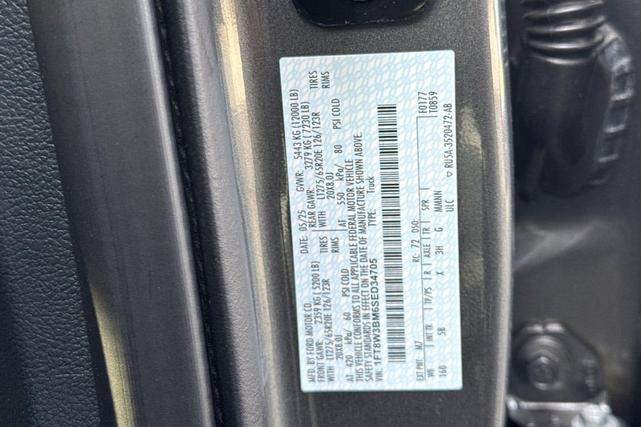 MFD. BY FORD MOTOR CO. 05/25 GVWR: 5443 KG (12000 LB)
FRONT GAWR: 2359 KG (5200 LB) REAR GAWR: 3279 KG (7230 LB)
WITH LT275/65R20E 126/123R TIRES WITH LT275/65R20E 126/123R TIRES
20X8.0J RIMS 20X8.0J RIMS
AT 420 kPa/ 60 PSI COLD AT 550 kPa/ 80 PSI COLD
THIS VEHICLE CONFORMS TO ALL APPLICABLE FEDERAL MOTOR VEHICLE
SAFETY STANDARDS IN EFFECT ON THE DATE OF MANUFACTURE SHOWN ABOVE.
1FT8W3BM6SED34705 TYPE: Truck
F0177
T0859
EXT PNT: M7 RC: 72 DSO:
WB INT TR TP/PS R AXLE TR SPR
160 5B X 3H G MMNN
ULC RU5A-3520472-AB